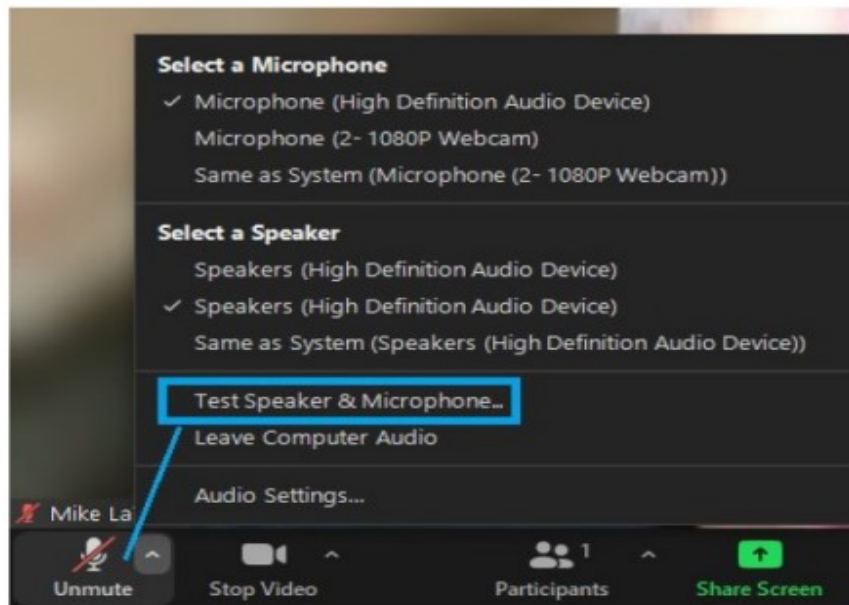 Select a Microphone
✓ Microphone (High Definition Audio Device)
Microphone (2- 1080P Webcam)
Same as System (Microphone (2- 1080P Webcam))
Select a Speaker
Speakers (High Definition Audio Device)
✓ Speakers (High Definition Audio Device)
Same as System (Speakers (High Definition Audio Device))
Test Speaker & Microphone...
Leave Computer Audio
Audio Settings...
Mike La
1
Unmute Stop Video Participants Share Screen